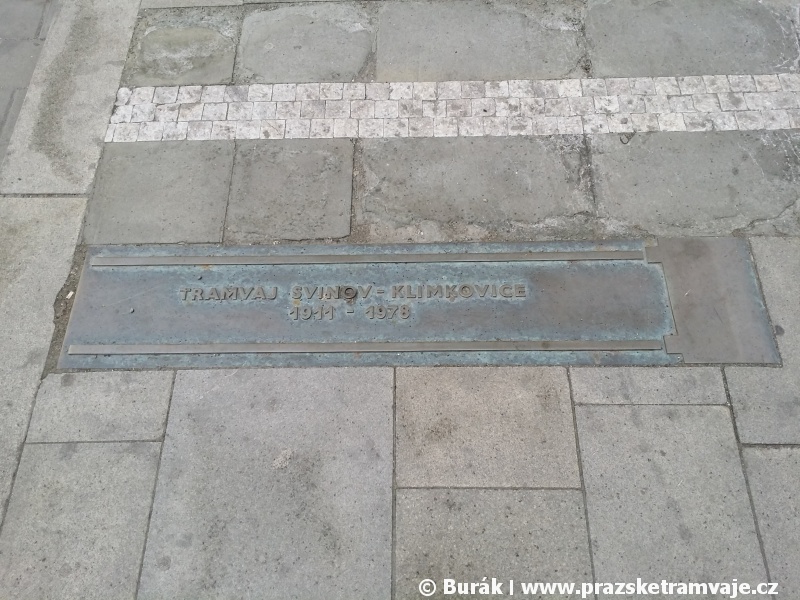 TRAMVAJ SVINOV - KLIMKOVICE
1911 - 1978
© Burák | www.prazsketramvaje.cz